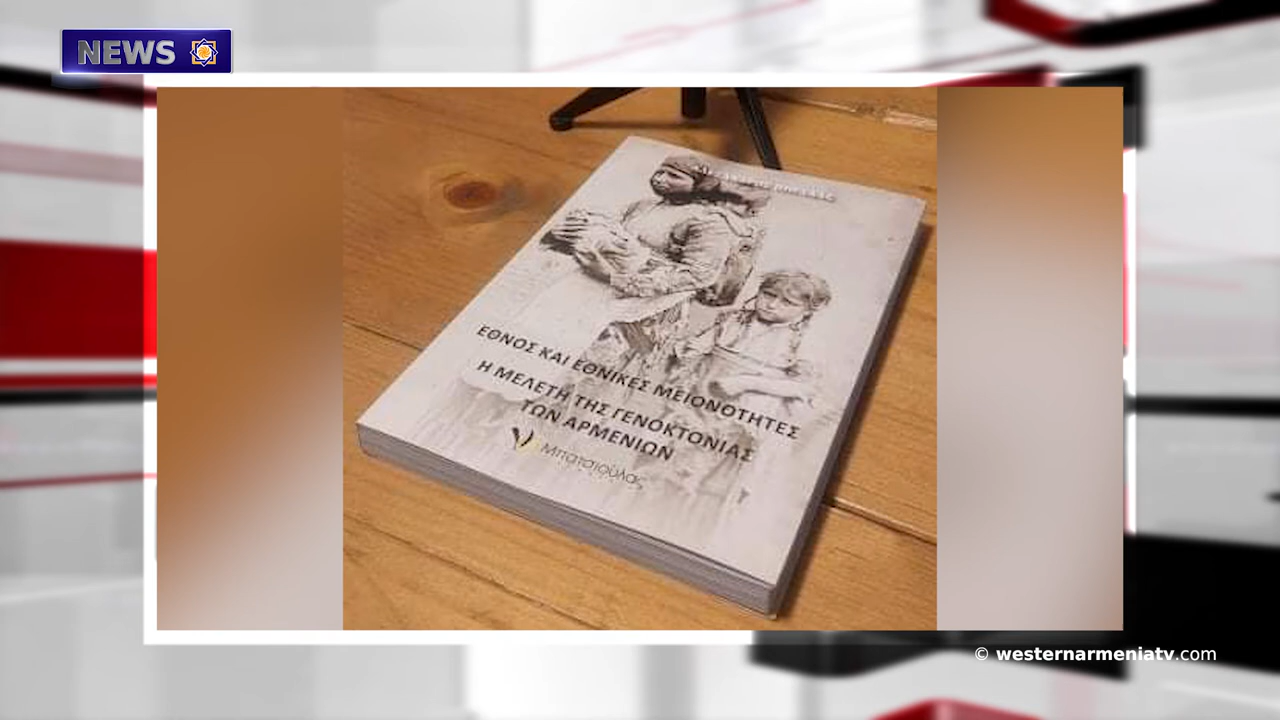 NEWS
ΕΘΝΟΣ ΚΑΙ ΕΘΝΙΚΕΣ ΜΕΙΟΝΟΤΗΤΕΣ
Η ΜΕΛΕΤΗ ΤΗΣ ΓΕΝΟΚΤΟΝΙΑΣ
ΤΩΝ ΑΡΜΕΝΙΩΝ
Μπατσιούλας
© westernarmeniatv.com